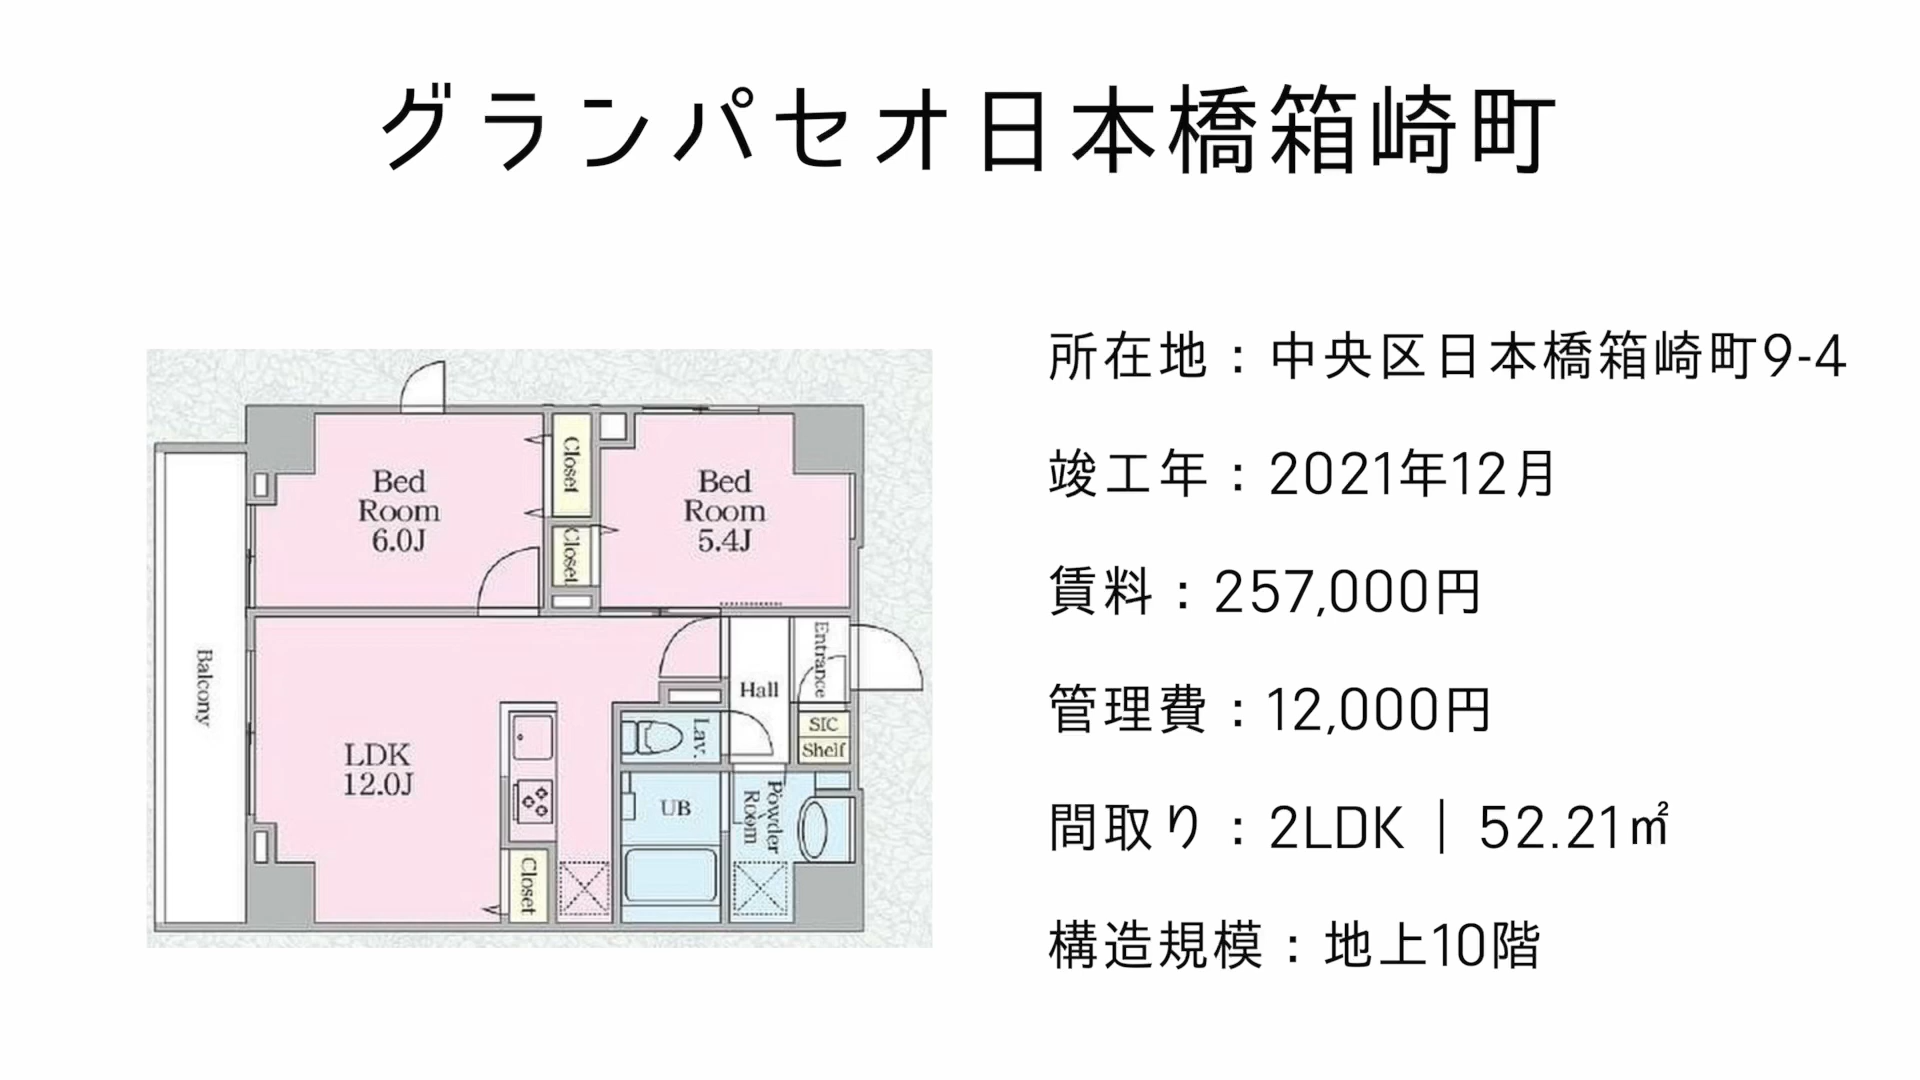 グランパセオ日本橋箱崎町
所在地：中央区日本橋箱崎町9-4
竣工年：2021年12月
賃料：257,000円
管理費：12,000円
間取り：2LDK｜52.21㎡
構造規模：地上10階
Bed
Room
6.0J
Closet
Closet
Bed
Room
5.4J
Balcony
LDK
12.0J
Hall
Entrance
Lav.
SIC
Shelf
UB
Powder
Room
Closet